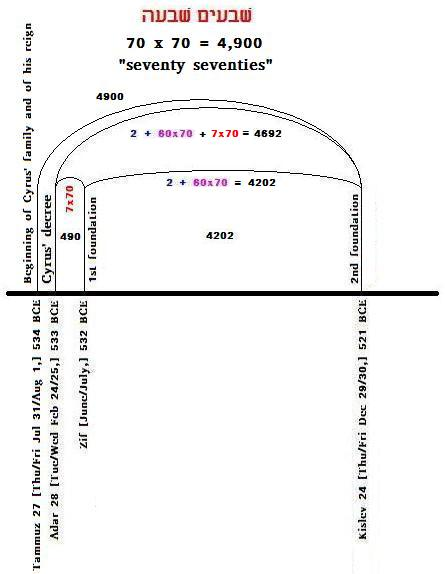 שׁבעים שׁבעה
70 x 70 = 4,900
"seventy seventies"
4900
2 + 60x70 + 7x70 = 4692
2 + 60x70 = 4202
7x70
490
4202
Beginning of Cyrus' family and of his reign
Cyrus' decree
1st foundation
2nd foundation
Tammuz 27 [Thu/Fri Jul 31/Aug 1,] 534 BCE
Adar 28 [Tue/Wed Feb 24/25,] 533 BCE
Zif [June/July,] 532 BCE
Kislev 24 [Thu/Fri Dec 29/30,] 521 BCE